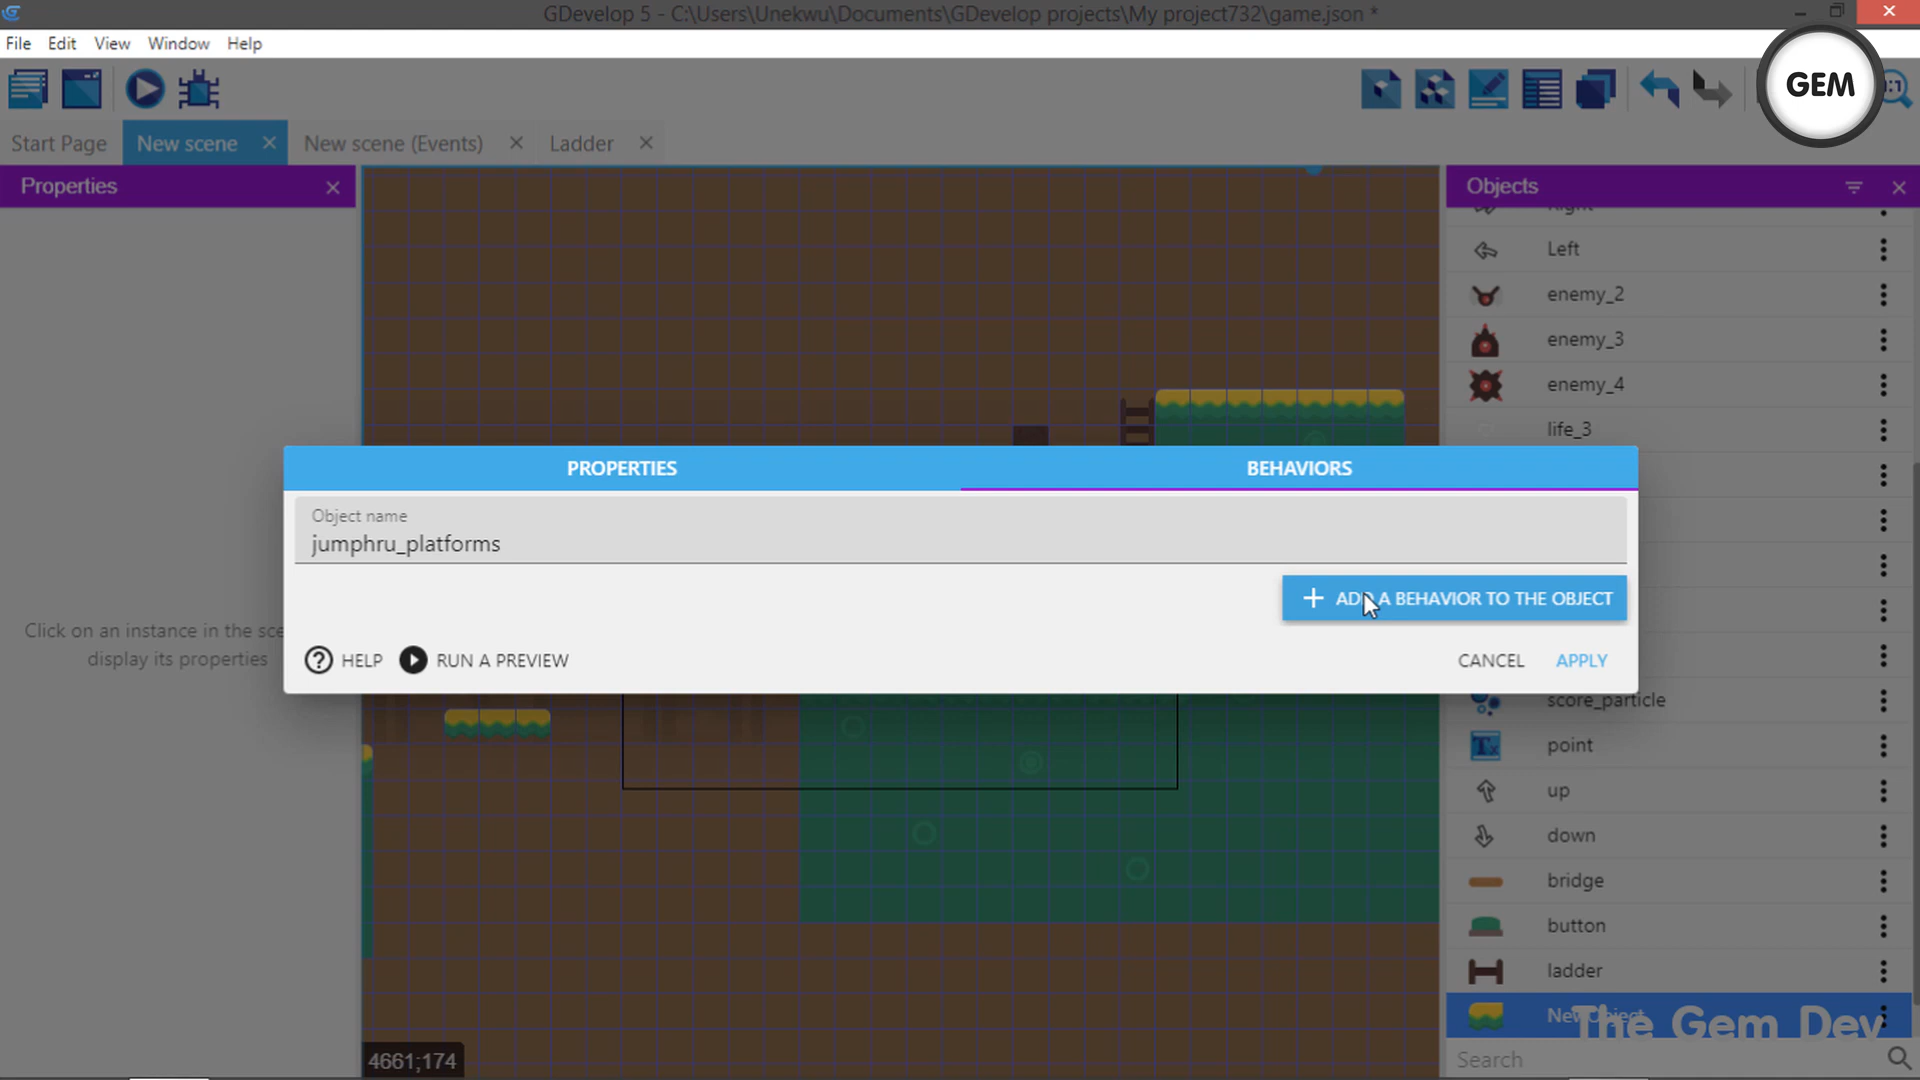 GDevelop 5 - C:\Users\Unekwu\Documents\GDevelop projects\My project732\game.json *
File Edit View Window Help
GEM
Start Page New scene New scene (Events) Ladder
Properties
Objects
Left
enemy_2
enemy_3
enemy_4
life_3
PROPERTIES BEHAVIORS
Object name
jumphru_platforms
ADD A BEHAVIOR TO THE OBJECT
Click on an instance in the
display its properties
HELP RUN A PREVIEW
CANCEL APPLY
score_particle
point
up
down
bridge
button
ladder
NewObject
The Gem Dev
4661;174
Search